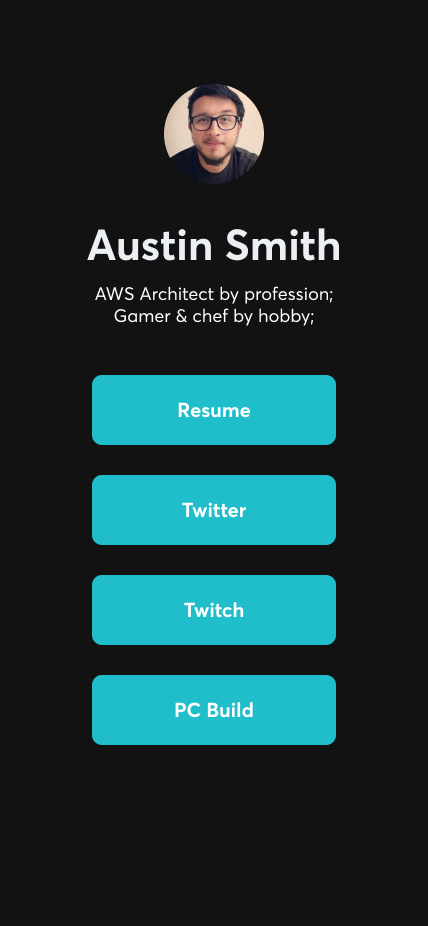 Austin Smith
AWS Architect by profession;
Gamer & chef by hobby;
Resume
Twitter
Twitch
PC Build